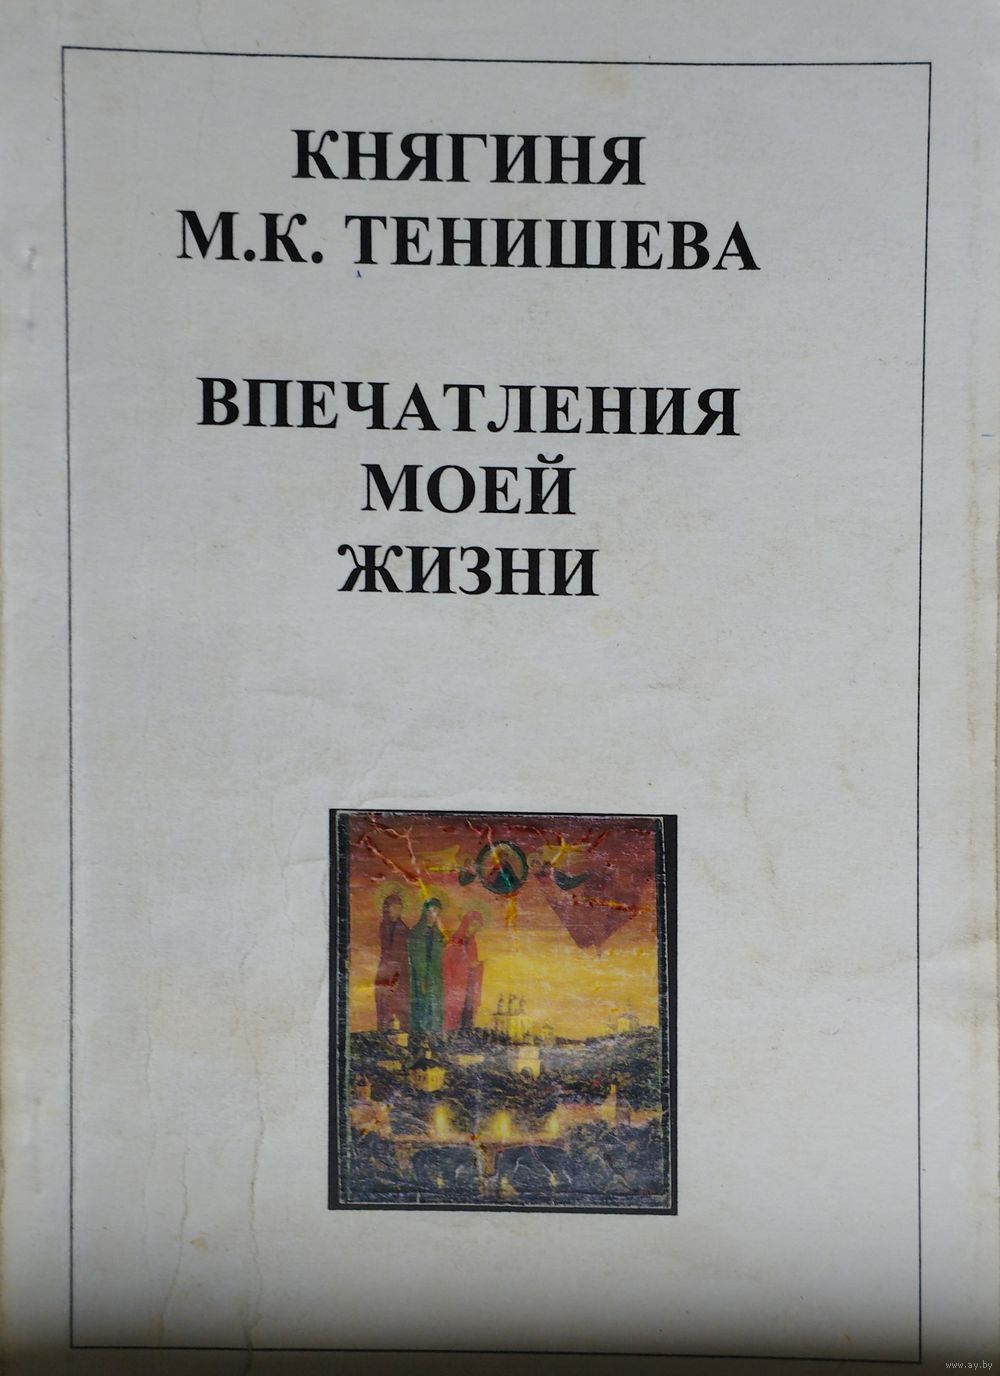 КНЯГИНЯ
М.К. ТЕНИШЕВА
ВПЕЧАТЛЕНИЯ
МОЕЙ
ЖИЗНИ
www.ay.by